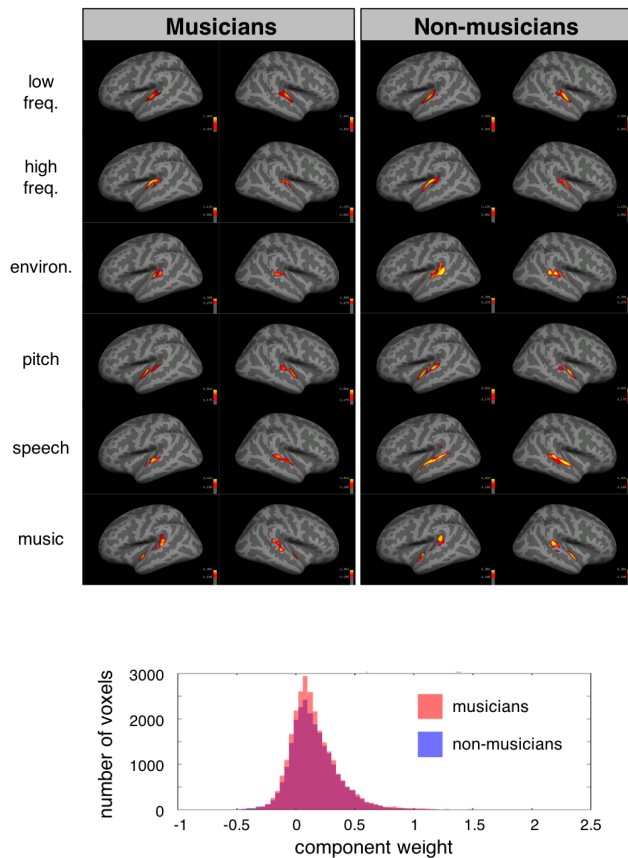 Musicians
Non-musicians
low
freq.
high
freq.
environ.
pitch
speech
music
number of voxels
3000
2000
1000
0
musicians
non-musicians
-1
-0.5
0
0.5
1
1.5
2
2.5
component weight